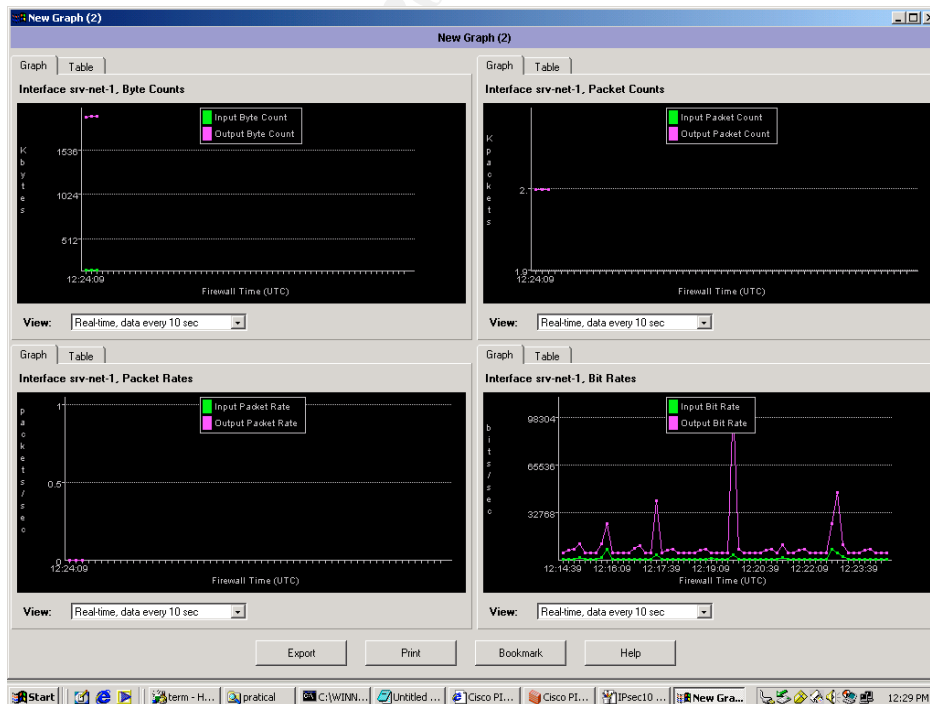 New Graph (2)
New Graph (2)
Graph Table
Interface srv-net-1, Byte Counts
Input Byte Count
Output Byte Count
Kbytes
1536
1024
512
12:24:09
Firewall Time (UTC)
View: Real-time, data every 10 sec
Graph Table
Interface srv-net-1, Packet Counts
Input Packet Count
Output Packet Count
Kpackets
2.
1.9
12:24:09
Firewall Time (UTC)
View: Real-time, data every 10 sec
Graph Table
Interface srv-net-1, Packet Rates
Input Packet Rate
Output Packet Rate
packets/sec
1
0.5
0
12:24:09
Firewall Time (UTC)
View: Real-time, data every 10 sec
Graph Table
Interface srv-net-1, Bit Rates
Input Bit Rate
Output Bit Rate
bits/sec
98304
65536
32768
12:14:39 12:16:09 12:17:39 12:19:09 12:20:39 12:22:09 12:23:39
Firewall Time (UTC)
View: Real-time, data every 10 sec
Export Print Bookmark Help
Start term - H... pratical C:\WINN... Untitled ... Cisco PI... Cisco PI... IPsec10 ... New Gra... 12:29 PM